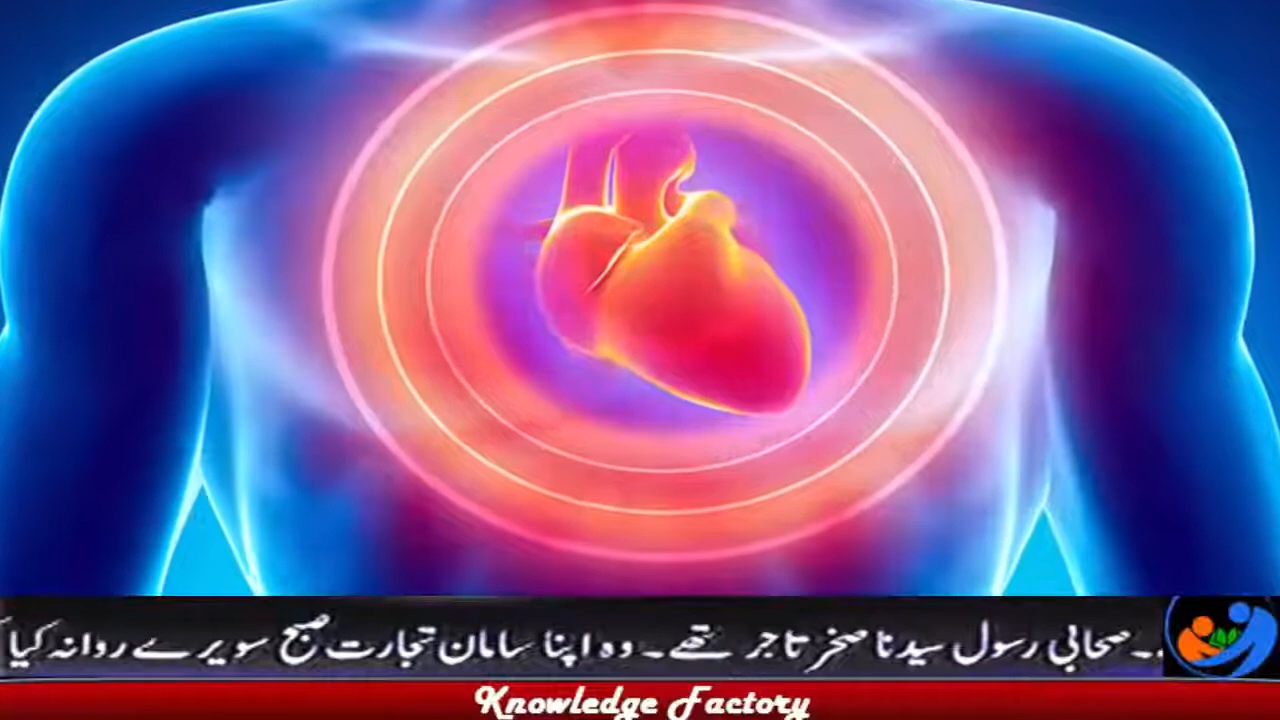 ۔۔صحابی رسول سیدنا صخر تاجر تھے۔ وہ اپنا سامان تجارت صبح سویرے روانہ کیا
Knowledge Factory